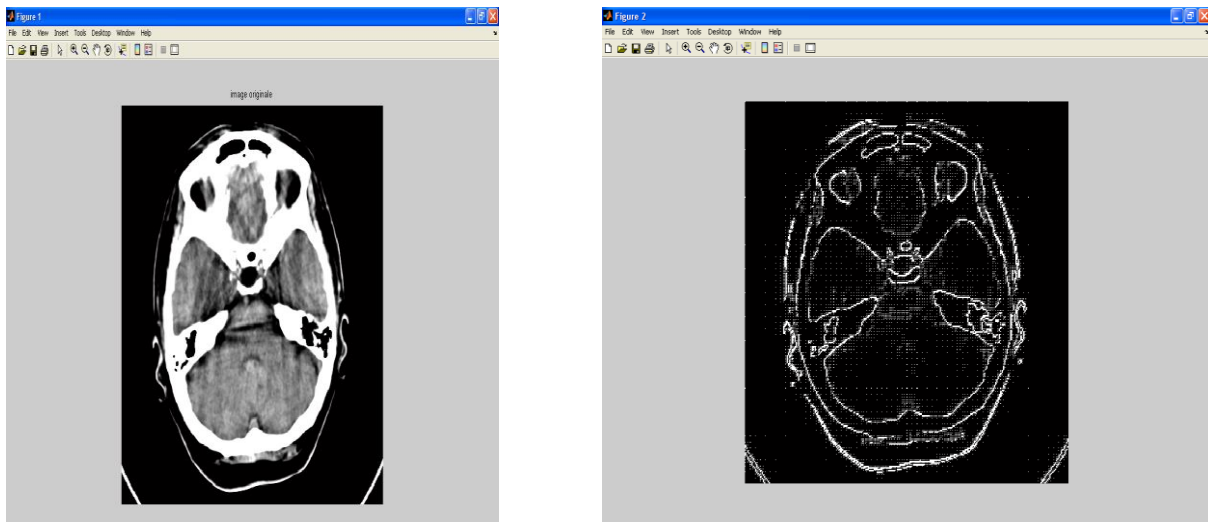 Figure 1
File Edit View Insert Tools Desktop Window Help
image originale
Figure 2
File Edit View Insert Tools Desktop Window Help